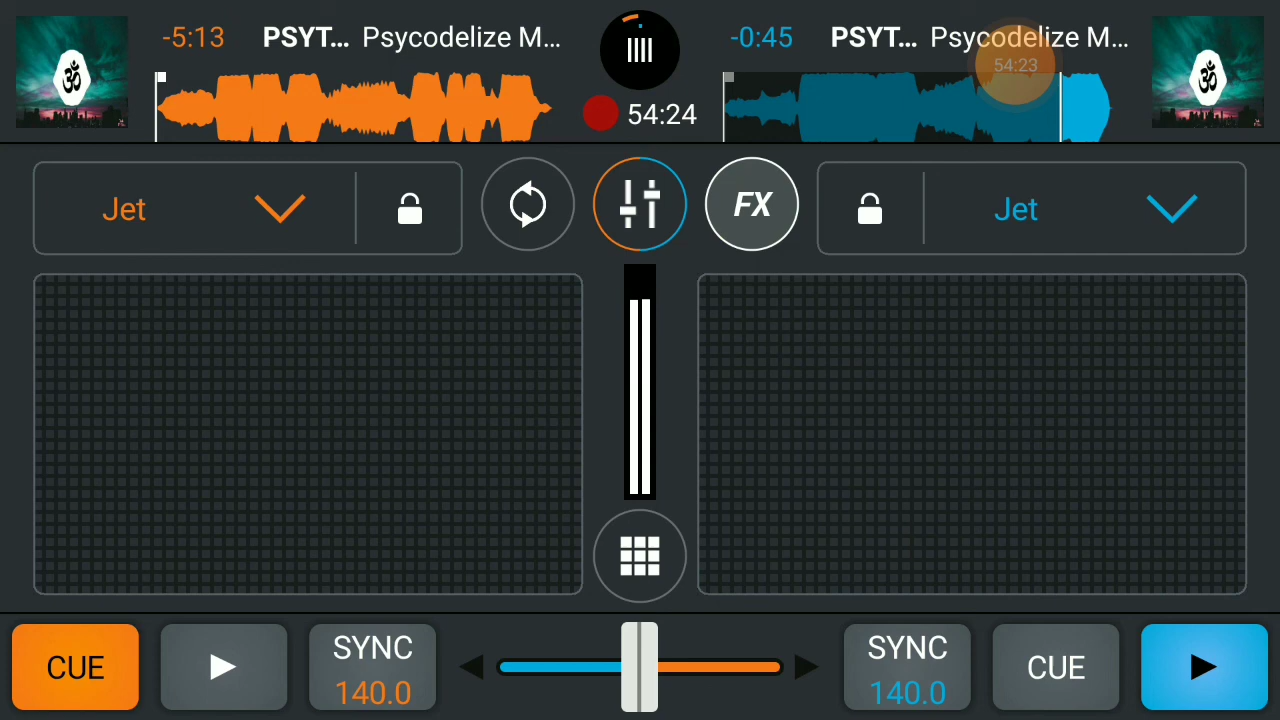 -5:13 PSYT... Psycodelize M...
54:24
-0:45 PSYT... Psycodelize M...
54:23
ॐ
ॐ
Jet
FX
Jet
CUE
SYNC
140.0
SYNC
140.0
CUE